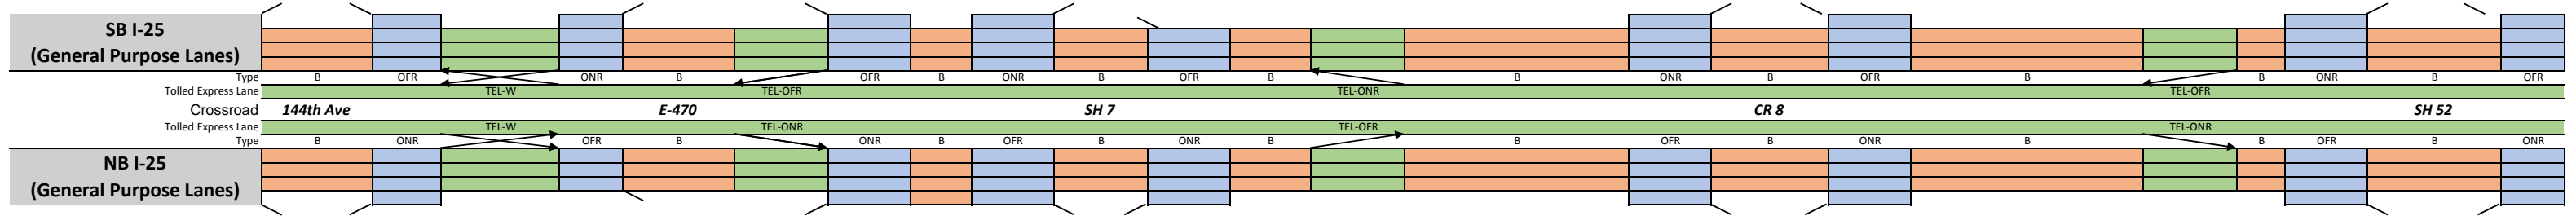 SB I-25
(General Purpose Lanes)
Type B OFR ONR B OFR B ONR B OFR B B ONR B OFR B B ONR B OFR
Tolled Express Lane TEL-W TEL-OFR TEL-ONR TEL-OFR
Crossroad 144th Ave E-470 SH 7 CR 8 SH 52
Tolled Express Lane TEL-W TEL-ONR TEL-OFR TEL-ONR
Type B ONR OFR B ONR B OFR B ONR B B OFR B ONR B B OFR B ONR
NB I-25
(General Purpose Lanes)